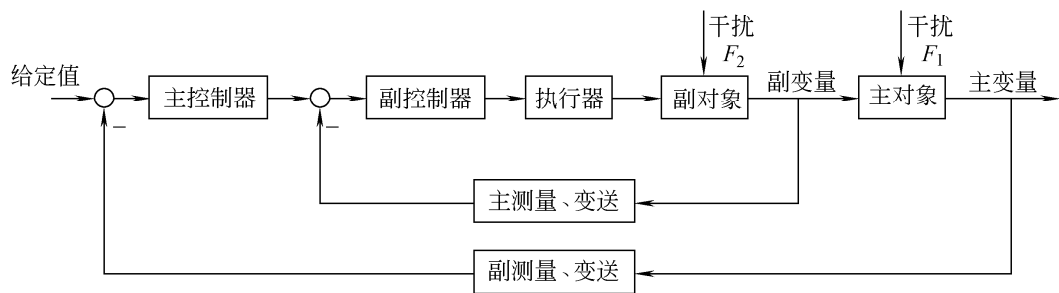 干扰
F₂
干扰
F₁
给定值
主控制器
副控制器
执行器
副对象
副变量
主对象
主变量
−
−
主测量、变送
副测量、变送